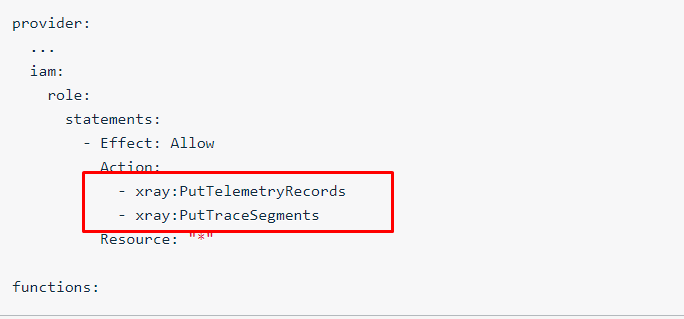 provider:
  ...
  iam:
    role:
      statements:
        - Effect: Allow
          Action:
            - xray:PutTelemetryRecords
            - xray:PutTraceSegments
          Resource: "*"
functions: